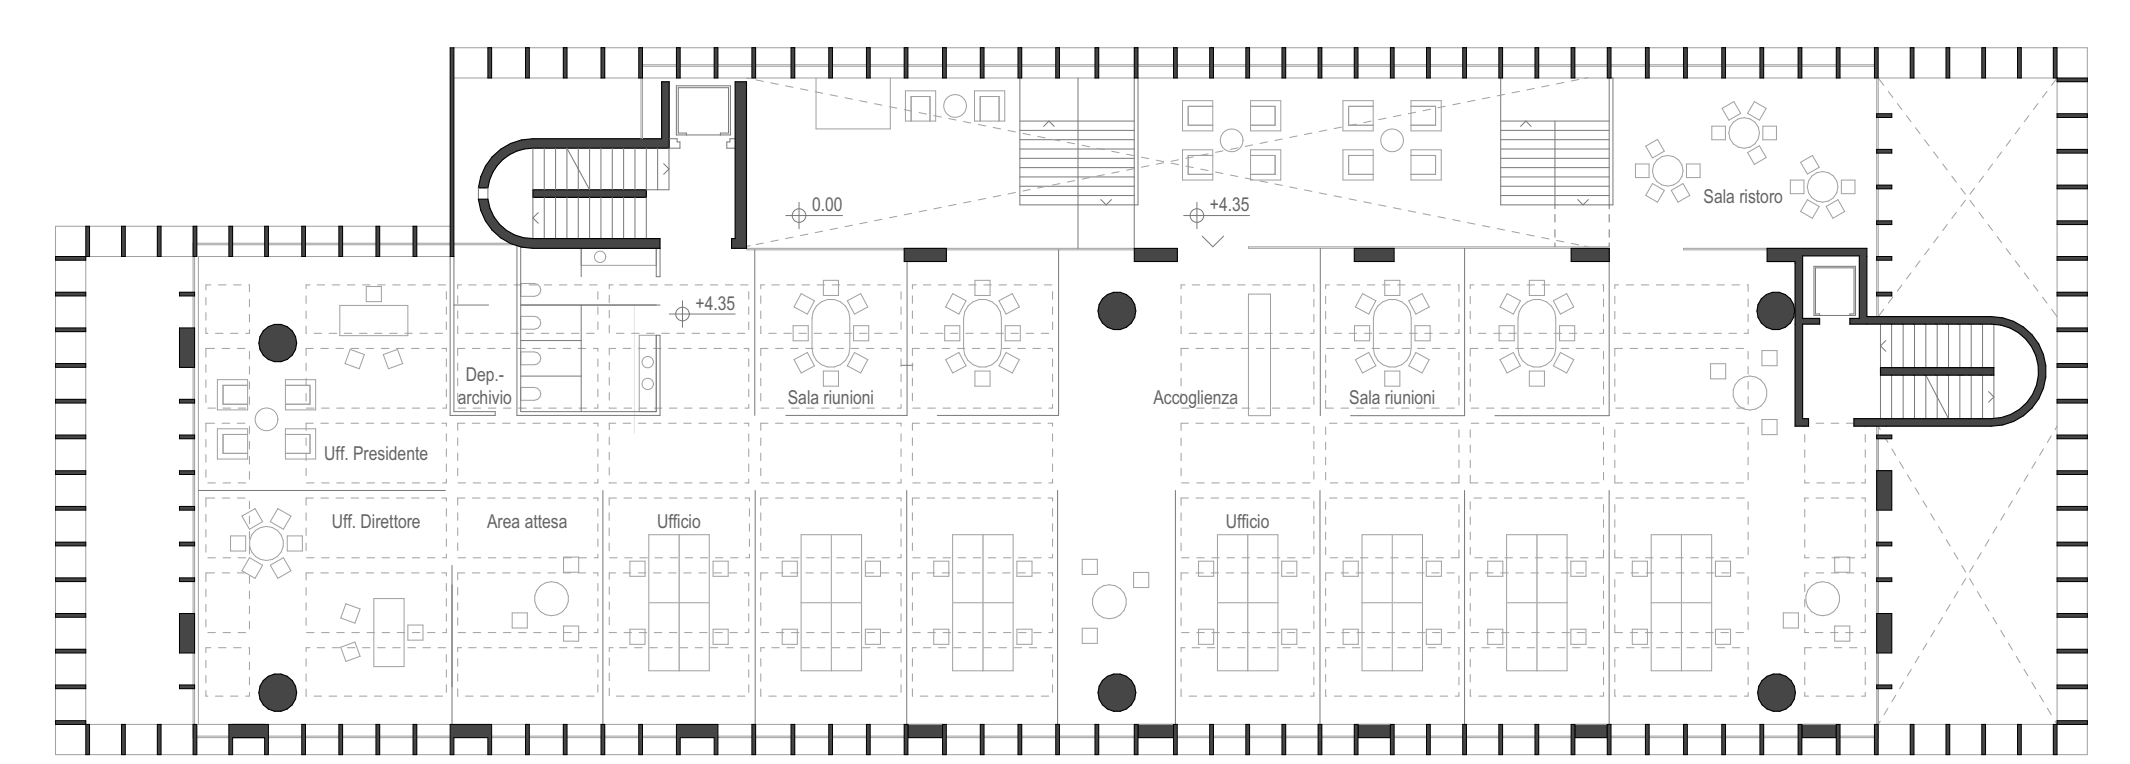 Sala ristoro
0.00
+4.35
+4.35
Dep.-
archivio
Sala riunioni
Accoglienza
Sala riunioni
Uff. Presidente
Uff. Direttore
Area attesa
Ufficio
Ufficio